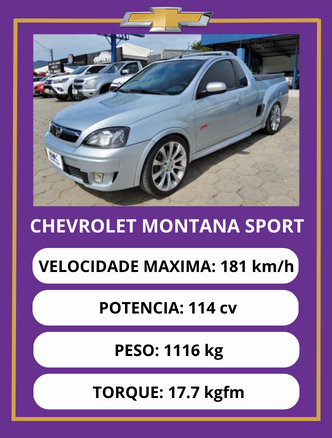 CHEVROLET MONTANA SPORT
VELOCIDADE MAXIMA: 181 km/h
POTENCIA: 114 cv
PESO: 1116 kg
TORQUE: 17.7 kgfm